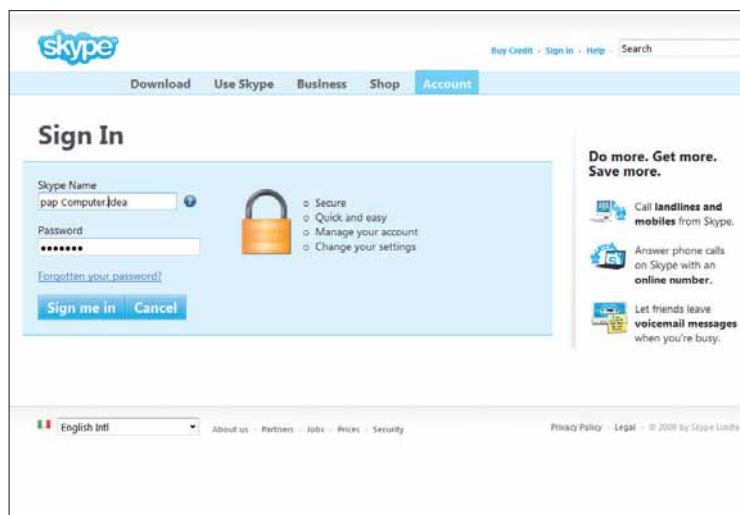 skype
Buy Credit - Sign in - Help - Search
Download Use Skype Business Shop Account
Sign In
Skype Name
pap Computer.Idea
Password
•••••••
Forgotten your password?
Sign me in Cancel
Secure
Quick and easy
Manage your account
Change your settings
Do more. Get more.
Save more.
Call landlines and
mobiles from Skype.
Answer phone calls
on Skype with an
online number.
Let friends leave
voicemail messages
when you're busy.
English Intl
About us - Partners - Jobs - Prices - Security
Privacy Policy - Legal - © 2009 by Skype